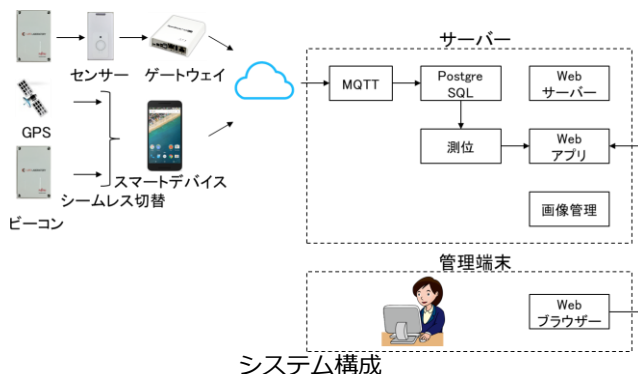 サーバー
センサー
ゲートウェイ
MQTT
Postgre
SQL
Web
サーバー
GPS
測位
Web
アプリ
スマートデバイス
シームレス切替
ビーコン
画像管理
管理端末
Web
ブラウザー
システム構成